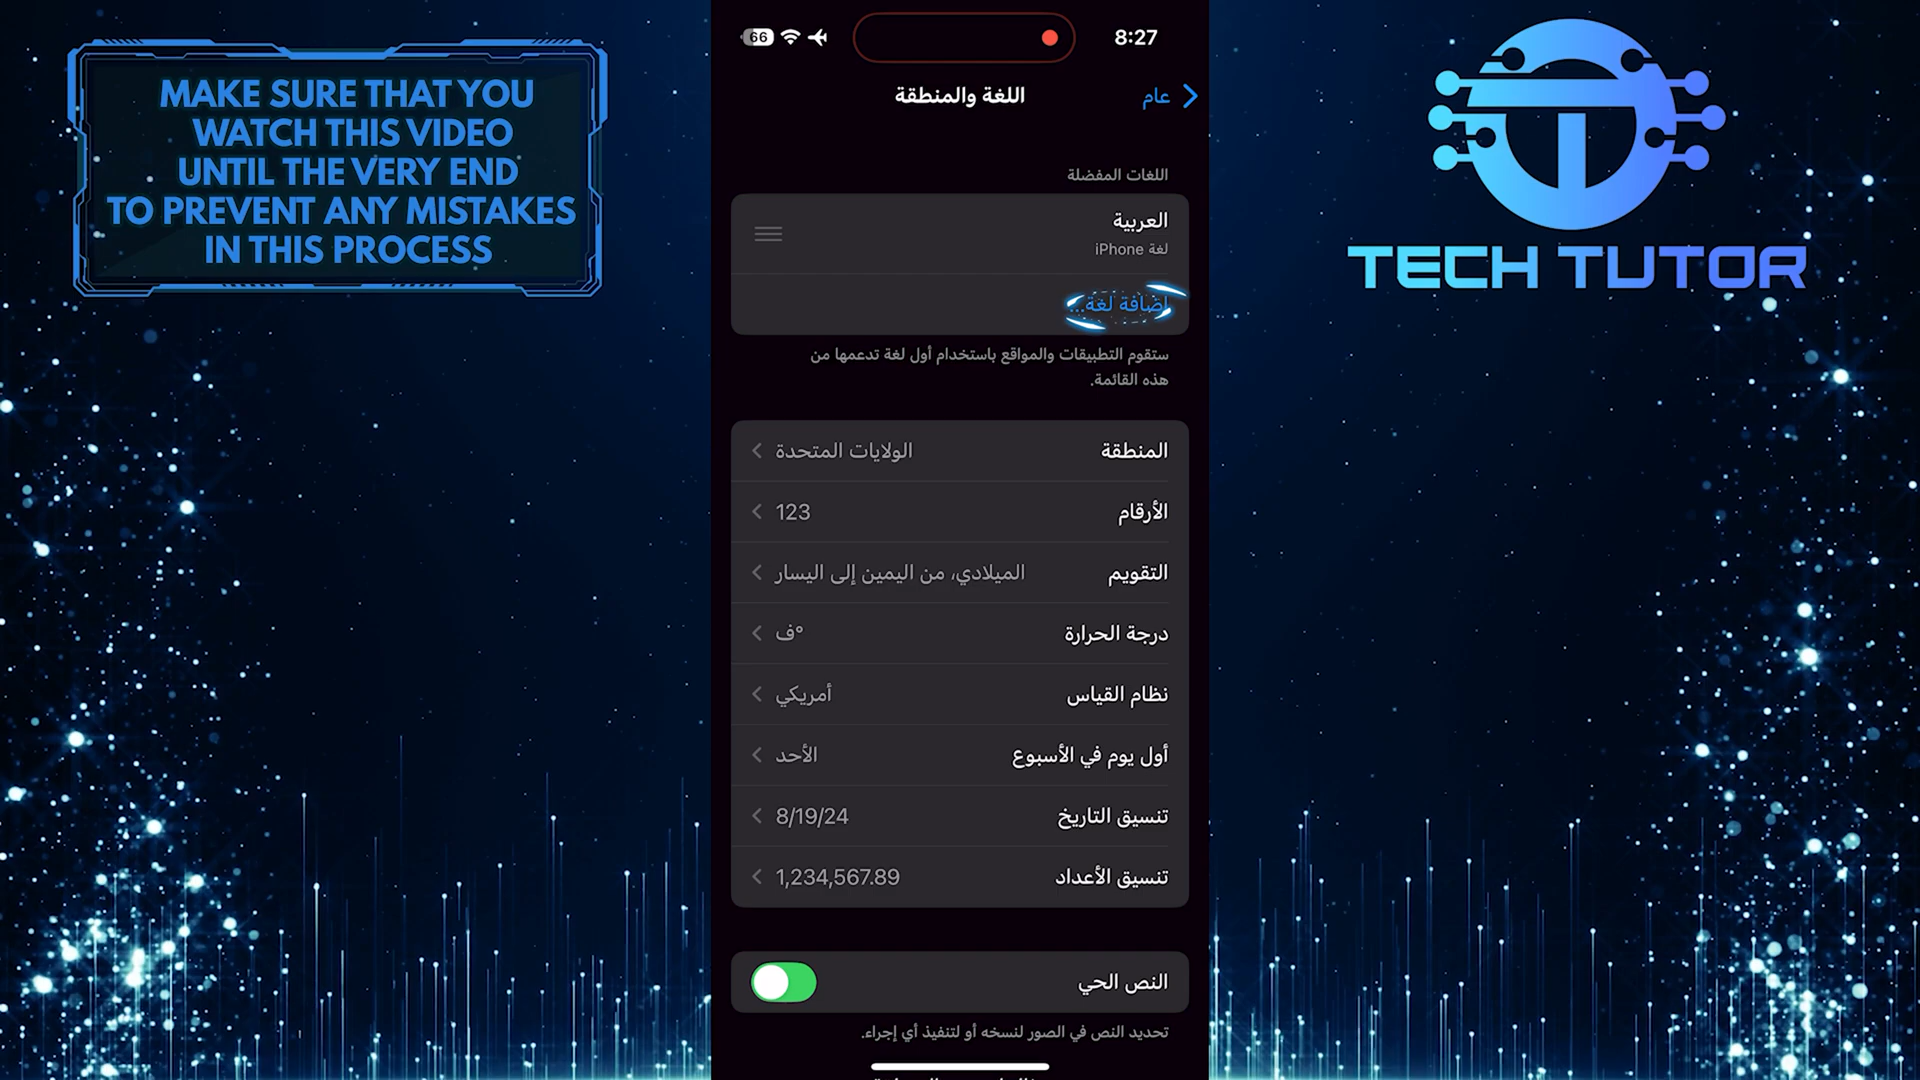 MAKE SURE THAT YOU
WATCH THIS VIDEO
UNTIL THE VERY END
TO PREVENT ANY MISTAKES
IN THIS PROCESS
66
8:27
عام
اللغة والمنطقة
اللغات المفضلة
العربية
لغة iPhone
إضافة لغة...
ستقوم التطبيقات والمواقع باستخدام أول لغة تدعمها من
هذه القائمة.
المنطقة الولايات المتحدة
الأرقام 123
التقويم الميلادي، من اليمين إلى اليسار
درجة الحرارة °ف
نظام القياس أمريكي
أول يوم في الأسبوع الأحد
تنسيق التاريخ 8/19/24
تنسيق الأعداد 1,234,567.89
النص الحي
تحديد النص في الصور لنسخه أو لتنفيذ أي إجراء.
TECH TUTOR